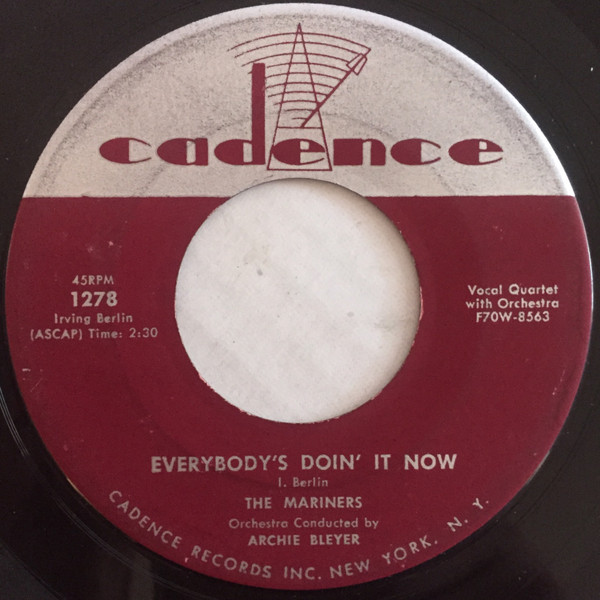 cadence
45RPM
1278
Irving Berlin
(ASCAP) Time: 2:30
Vocal Quartet
with Orchestra
F70W-8563
EVERYBODY'S DOIN' IT NOW
I. Berlin
THE MARINERS
Orchestra Conducted by
ARCHIE BLEYER
CADENCE RECORDS INC. NEW YORK. N. Y.